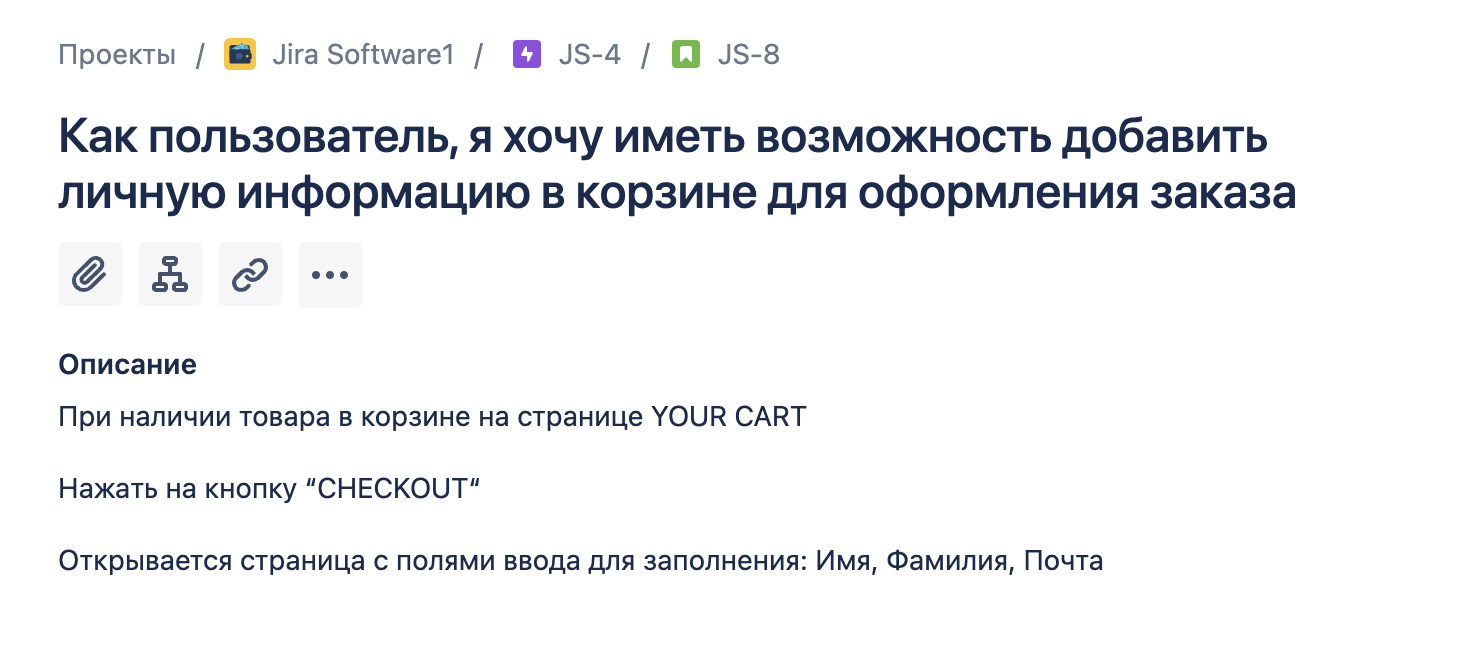 Проекты / Jira Software1 / JS-4 / JS-8
Как пользователь, я хочу иметь возможность добавить
личную информацию в корзине для оформления заказа
Описание
При наличии товара в корзине на странице YOUR CART
Нажать на кнопку “CHECKOUT“
Открывается страница с полями ввода для заполнения: Имя, Фамилия, Почта